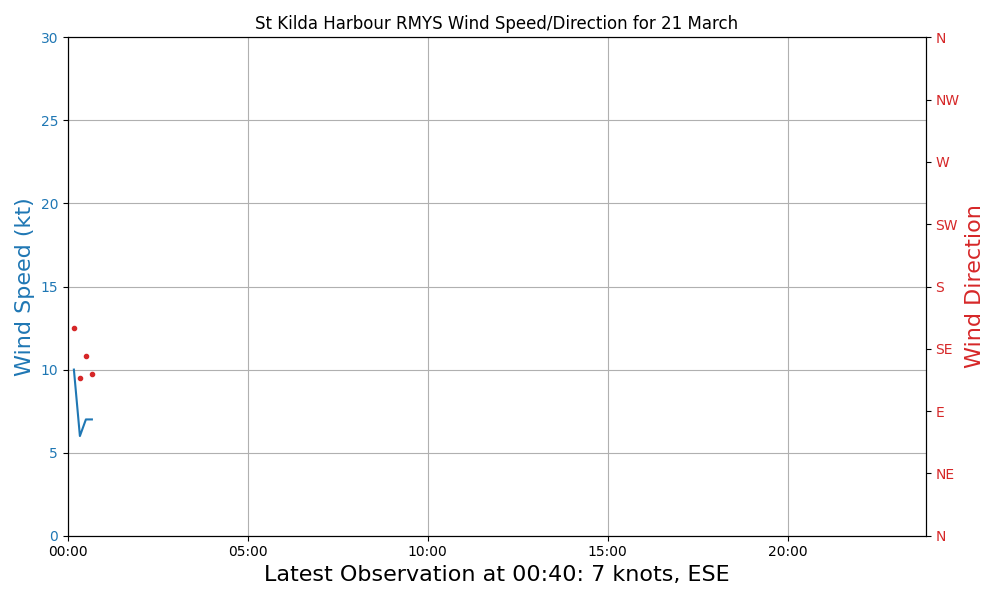 St Kilda Harbour RMYS Wind Speed/Direction for 21 March
30
25
20
15
10
5
0
Wind Speed (kt)
N
NW
W
SW
S
SE
E
NE
N
Wind Direction
00:00 05:00 10:00 15:00 20:00
Latest Observation at 00:40: 7 knots, ESE